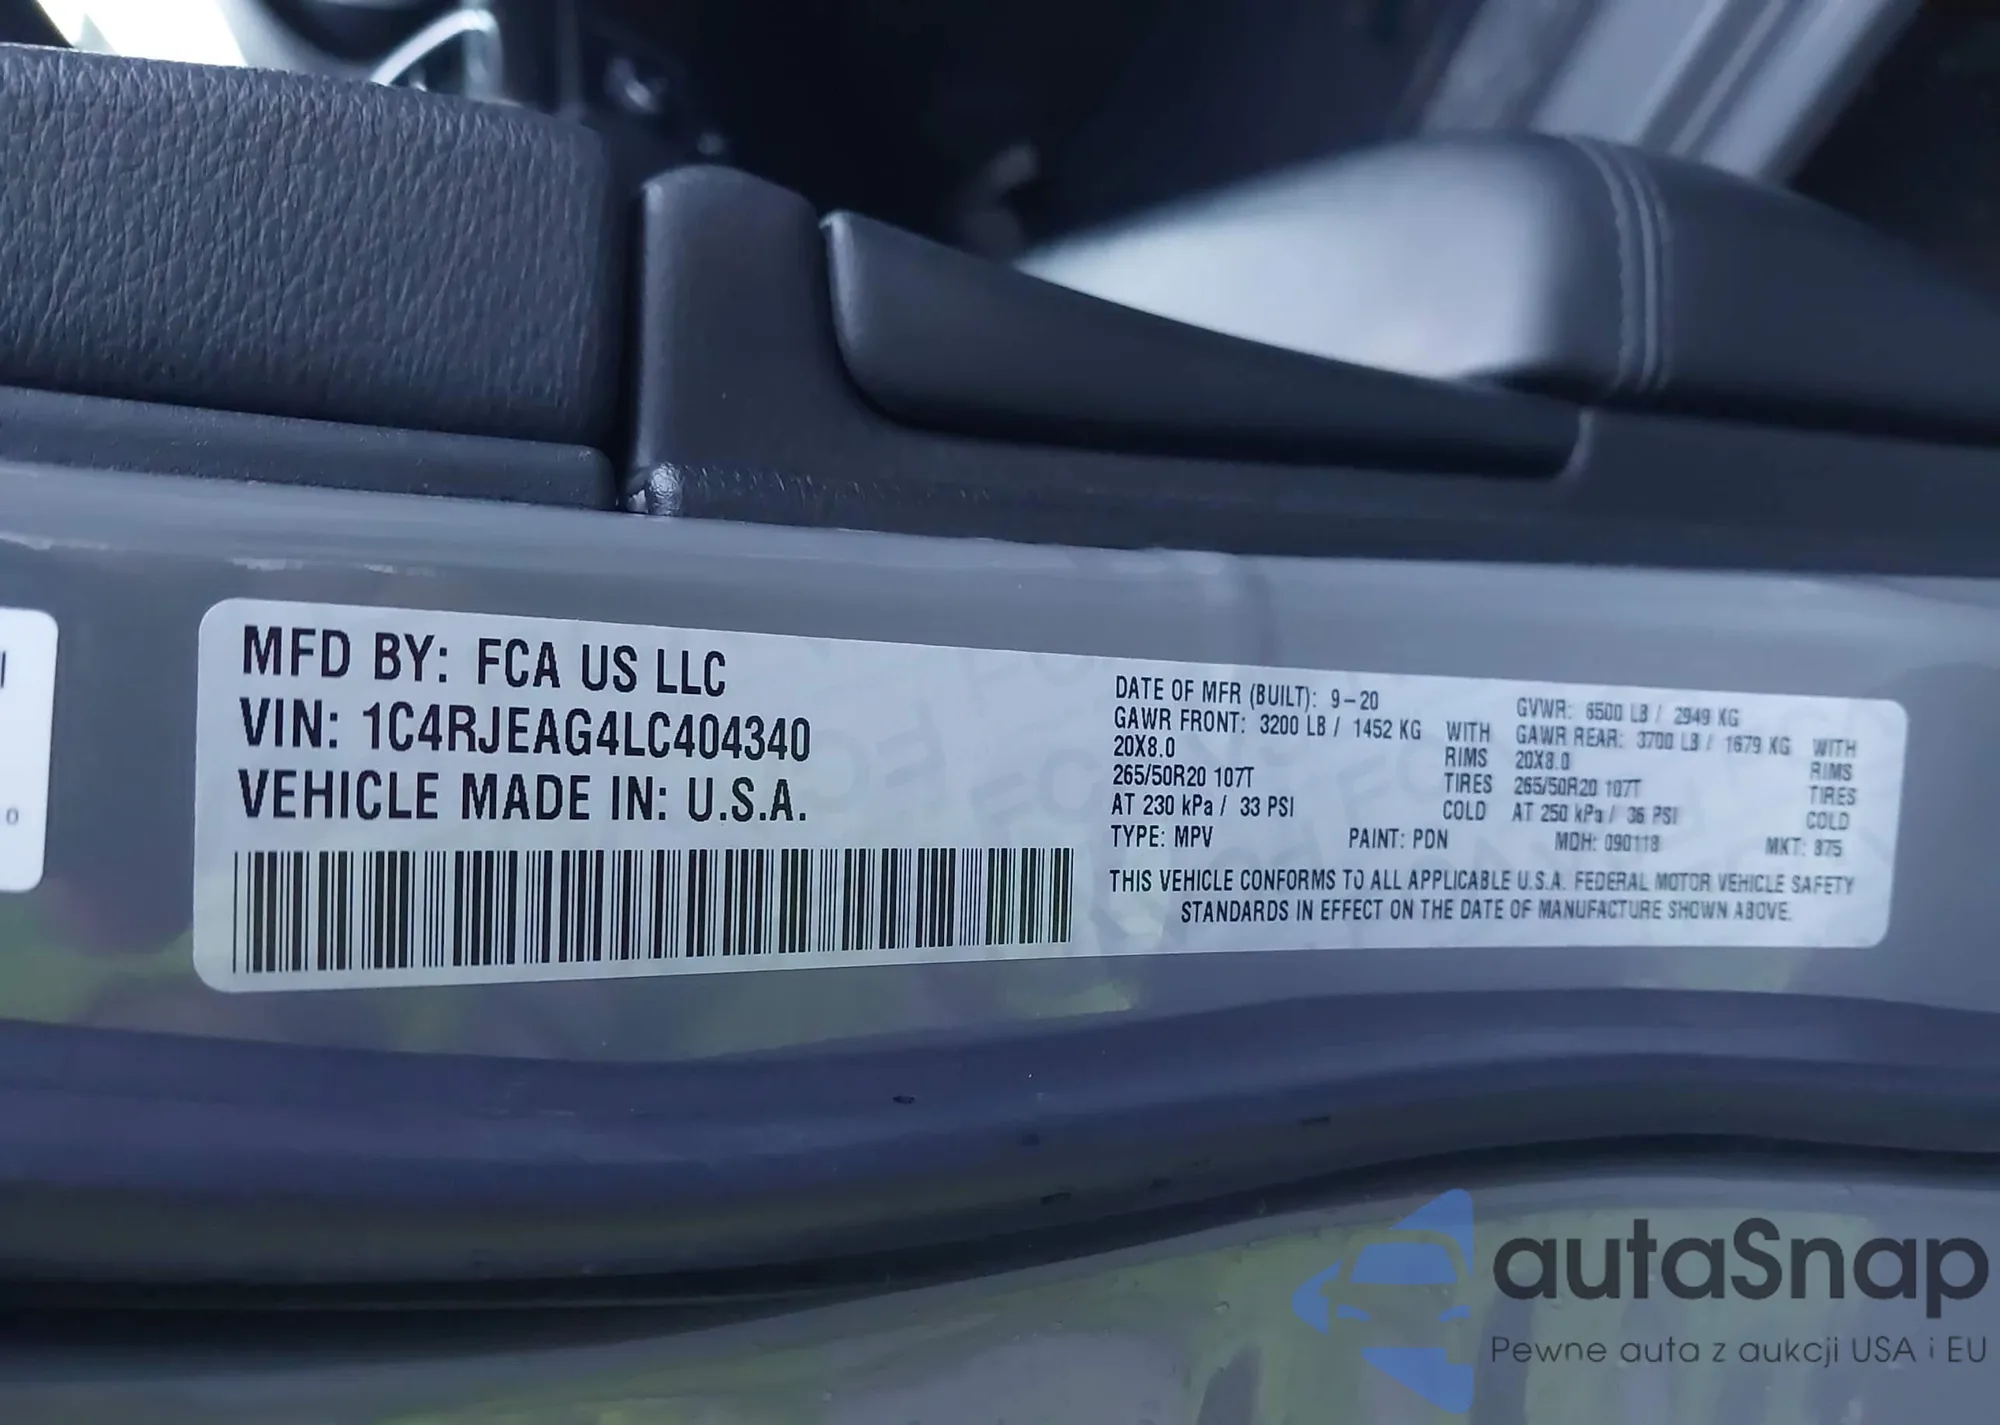 MFD BY: FCA US LLC
VIN: 1C4RJEAG4LC404340
VEHICLE MADE IN: U.S.A.
DATE OF MFR (BUILT): 9-20 GVWR: 6500 LB / 2949 KG
GAWR FRONT: 3200 LB / 1452 KG WITH GAWR REAR: 3700 LB / 1679 KG WITH
20X8.0 RIMS 20X8.0 RIMS
265/50R20 107T TIRES 265/50R20 107T TIRES
AT 230 kPa / 33 PSI COLD AT 250 kPa / 36 PSI COLD
TYPE: MPV PAINT: PDN MDH: 090118 MKT: 875
THIS VEHICLE CONFORMS TO ALL APPLICABLE U.S.A. FEDERAL MOTOR VEHICLE SAFETY
STANDARDS IN EFFECT ON THE DATE OF MANUFACTURE SHOWN ABOVE.
autaSnap
Pewne auta z aukcji USA i EU